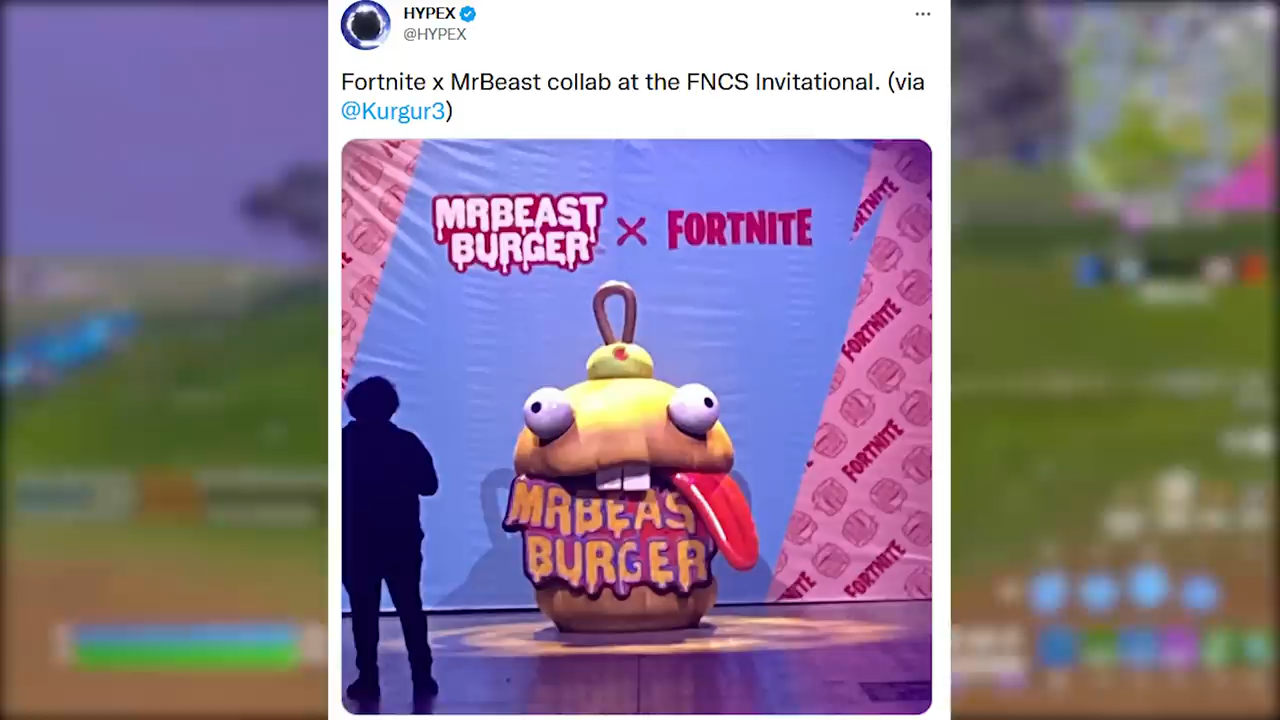 HYPEX
@HYPEX
Fortnite x MrBeast collab at the FNCS Invitational. (via
@Kurgur3)
MRBEAST
BURGER
X FORTNITE
FORTNITE
FORTNITE
FORTNITE
FORTNITE
MRBEAS
BURGER